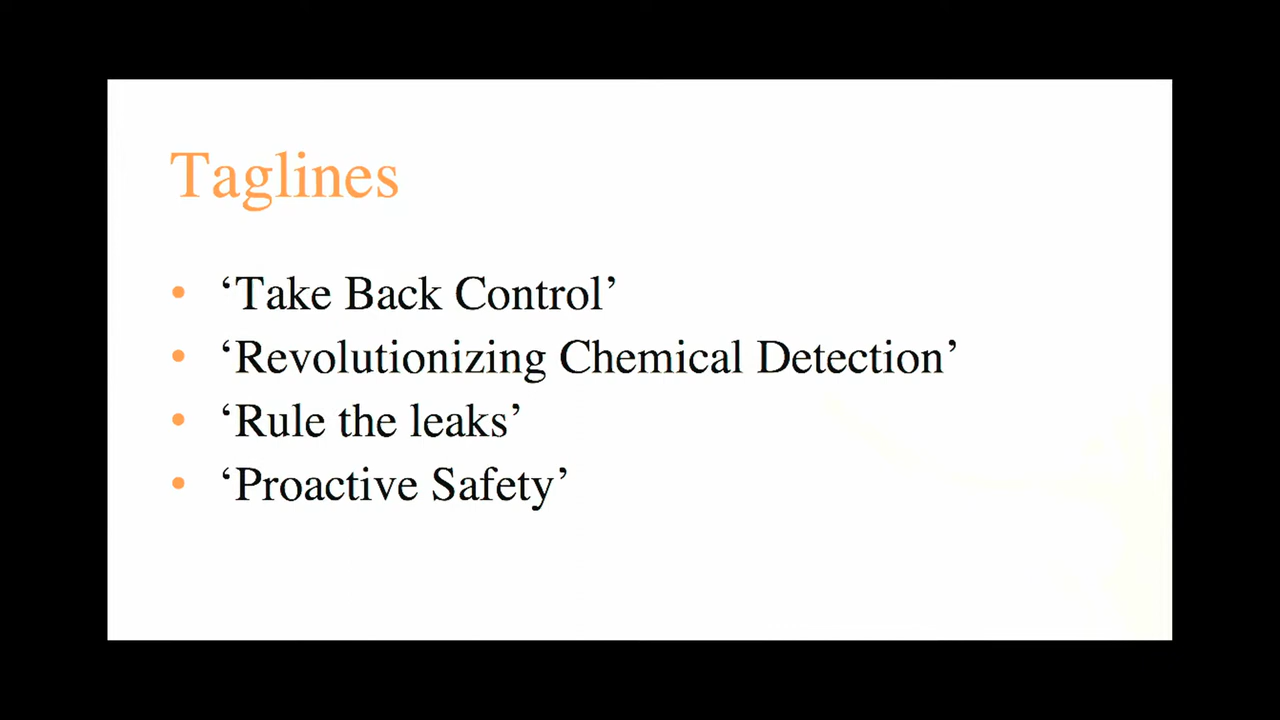 Taglines
• ‘Take Back Control’
• ‘Revolutionizing Chemical Detection’
• ‘Rule the leaks’
• ‘Proactive Safety’